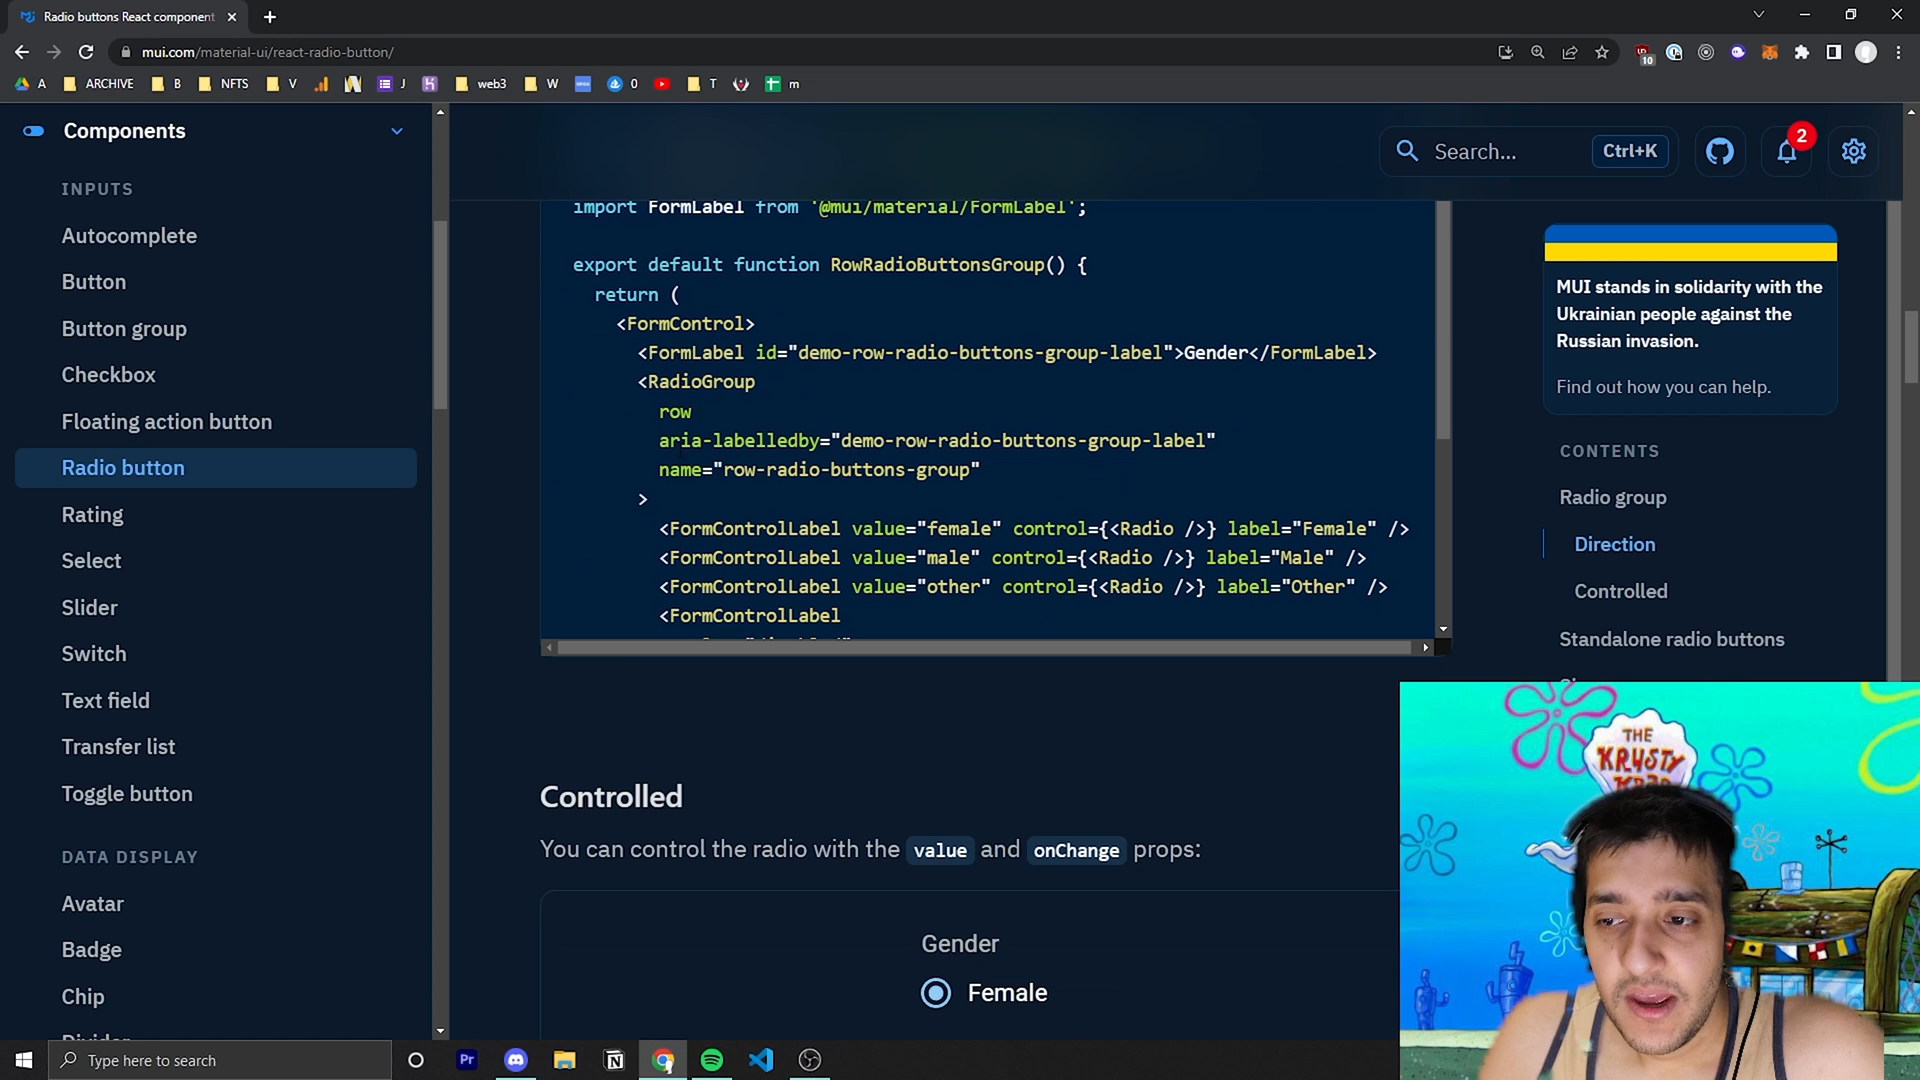 Radio buttons React component
mui.com/material-ui/react-radio-button/
10
A
ARCHIVE
B
NFTS
V
J
web3
W
0
T
m
Components
INPUTS
Autocomplete
Button
Button group
Checkbox
Floating action button
Radio button
Rating
Select
Slider
Switch
Text field
Transfer list
Toggle button
DATA DISPLAY
Avatar
Badge
Chip
Divider
Search...
Ctrl+K
2
import FormLabel from '@mui/material/FormLabel';
export default function RowRadioButtonsGroup() {
return (
<FormControl>
<FormLabel id="demo-row-radio-buttons-group-label">Gender</FormLabel>
<RadioGroup
row
aria-labelledby="demo-row-radio-buttons-group-label"
name="row-radio-buttons-group"
>
<FormControlLabel value="female" control={<Radio />} label="Female" />
<FormControlLabel value="male" control={<Radio />} label="Male" />
<FormControlLabel value="other" control={<Radio />} label="Other" />
<FormControlLabel
Controlled
You can control the radio with the value and onChange props:
Gender
Female
MUI stands in solidarity with the
Ukrainian people against the
Russian invasion.
Find out how you can help.
CONTENTS
Radio group
Direction
Controlled
Standalone radio buttons
THE
KRUSTY
Type here to search
Pr